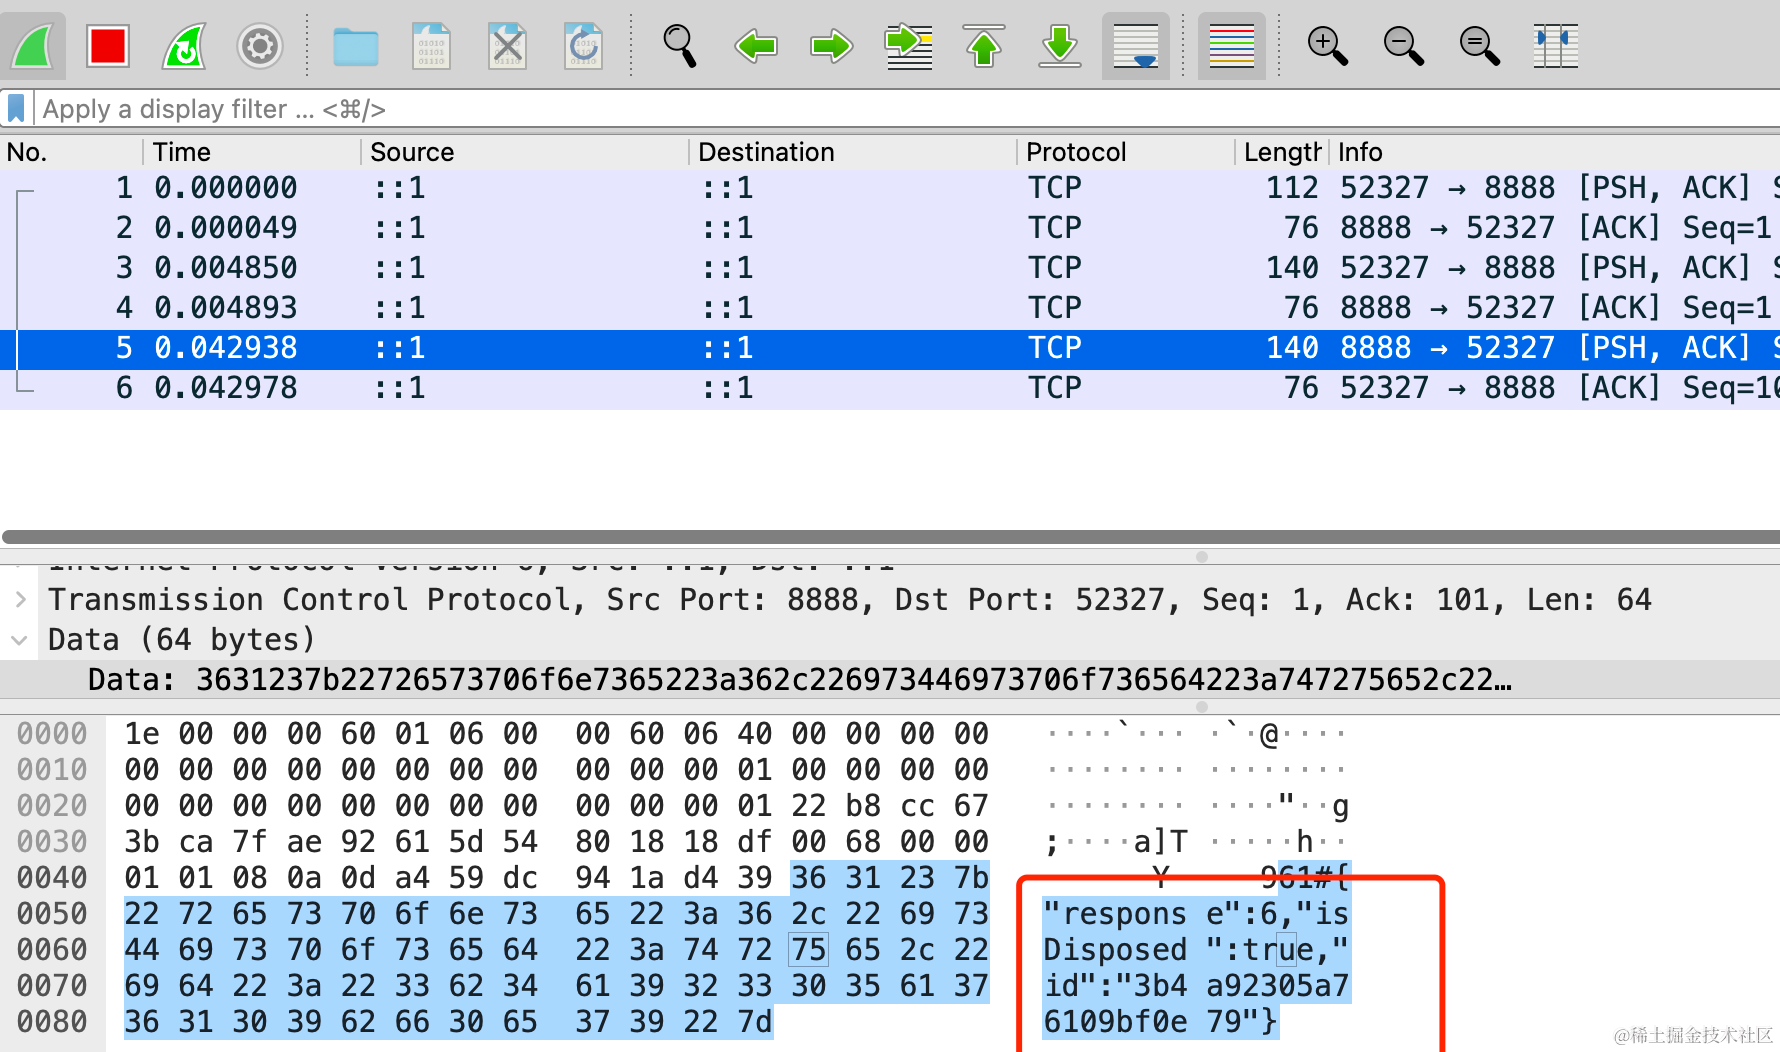 Apply a display filter ... <⌘/>
No. Time Source Destination Protocol Length Info
1 0.000000 ::1 ::1 TCP 112 52327 → 8888 [PSH, ACK] S
2 0.000049 ::1 ::1 TCP 76 8888 → 52327 [ACK] Seq=1
3 0.004850 ::1 ::1 TCP 140 52327 → 8888 [PSH, ACK] S
4 0.004893 ::1 ::1 TCP 76 8888 → 52327 [ACK] Seq=1
5 0.042938 ::1 ::1 TCP 140 8888 → 52327 [PSH, ACK] S
6 0.042978 ::1 ::1 TCP 76 52327 → 8888 [ACK] Seq=10
Internet Protocol Version 6, Src: ::1, Dst: ::1
Transmission Control Protocol, Src Port: 8888, Dst Port: 52327, Seq: 1, Ack: 101, Len: 64
Data (64 bytes)
Data: 3631237b22726573706f6e7365223a362c226973446973706f736564223a747275652c22…
0000 1e 00 00 00 60 01 06 00 00 60 06 40 00 00 00 00 ····`··· ·`·@····
0010 00 00 00 00 00 00 00 00 00 00 00 01 00 00 00 00 ········ ········
0020 00 00 00 00 00 00 00 00 00 00 00 01 22 b8 cc 67 ········ ····"··g
0030 3b ca 7f ae 92 61 5d 54 80 18 18 df 00 68 00 00 ;····a]T ·····h··
0040 01 01 08 0a 0d a4 59 dc 94 1a d4 39 36 31 23 7b Y 961#{
0050 22 72 65 73 70 6f 6e 73 65 22 3a 36 2c 22 69 73 "respons e":6,"is
0060 44 69 73 70 6f 73 65 64 22 3a 74 72 75 65 2c 22 Disposed ":true,"
0070 69 64 22 3a 22 33 62 34 61 39 32 33 30 35 61 37 id":"3b4 a92305a7
0080 36 31 30 39 62 66 30 65 37 39 22 7d 6109bf0e 79"}
@稀土掘金技术社区